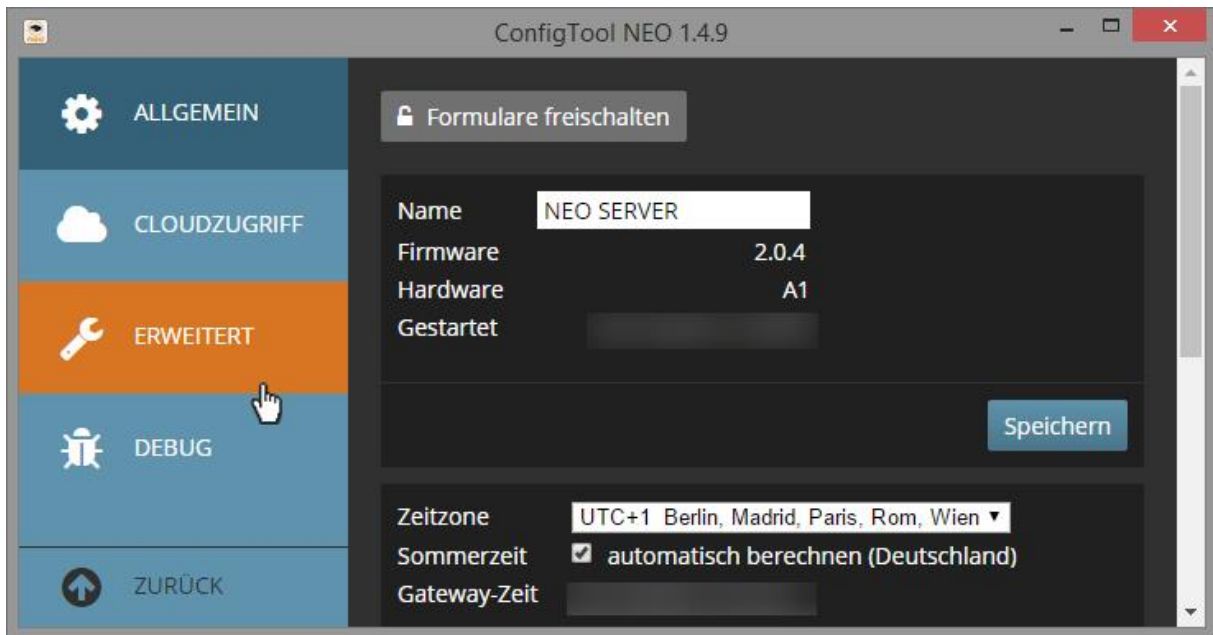 ConfigTool NEO 1.4.9
ALLGEMEIN
CLOUDZUGRIFF
ERWEITERT
DEBUG
ZURÜCK
Formulare freischalten
Name NEO SERVER
Firmware 2.0.4
Hardware A1
Gestartet
Speichern
Zeitzone UTC+1 Berlin, Madrid, Paris, Rom, Wien
Sommerzeit automatisch berechnen (Deutschland)
Gateway-Zeit